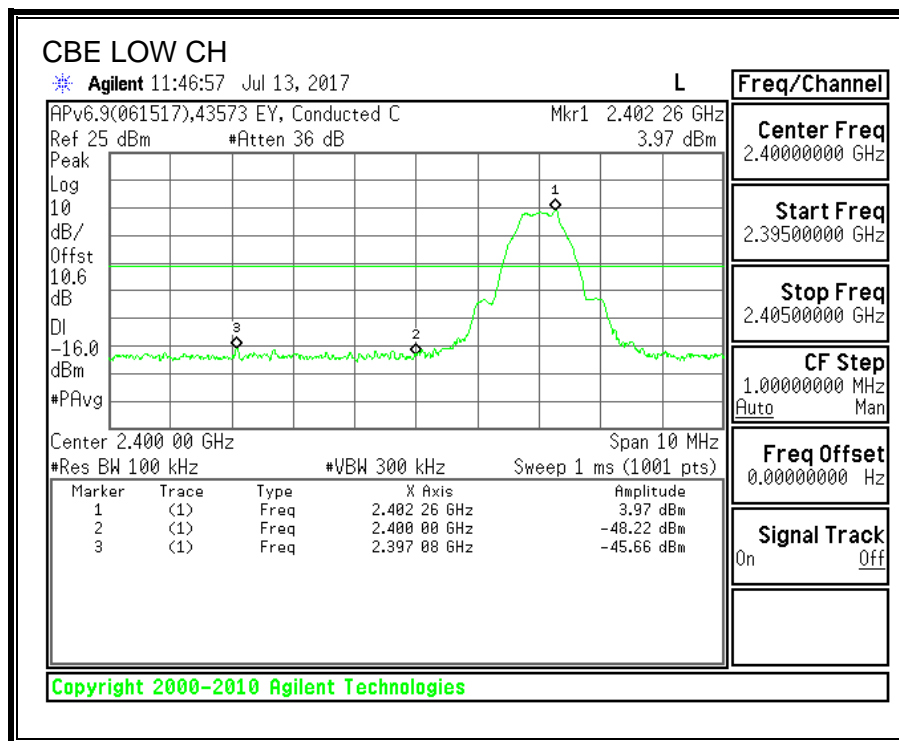 CBE LOW CH
Agilent 11:46:57 Jul 13, 2017 L
APv6.9(061517),43573 EY, Conducted C Mkr1 2.402 26 GHz
Ref 25 dBm #Atten 36 dB 3.97 dBm
Peak
Log
10
dB/
Offst
10.6
dB
DI
-16.0
dBm
#PAvg
1
3
2
Center 2.400 00 GHz Span 10 MHz
#Res BW 100 kHz #VBW 300 kHz Sweep 1 ms (1001 pts)
Marker Trace Type X Axis Amplitude
1 (1) Freq 2.402 26 GHz 3.97 dBm
2 (1) Freq 2.400 00 GHz -48.22 dBm
3 (1) Freq 2.397 08 GHz -45.66 dBm
Copyright 2000-2010 Agilent Technologies
Freq/Channel
Center Freq
2.40000000 GHz
Start Freq
2.39500000 GHz
Stop Freq
2.40500000 GHz
CF Step
1.00000000 MHz
Auto Man
Freq Offset
0.00000000 Hz
Signal Track
On Off